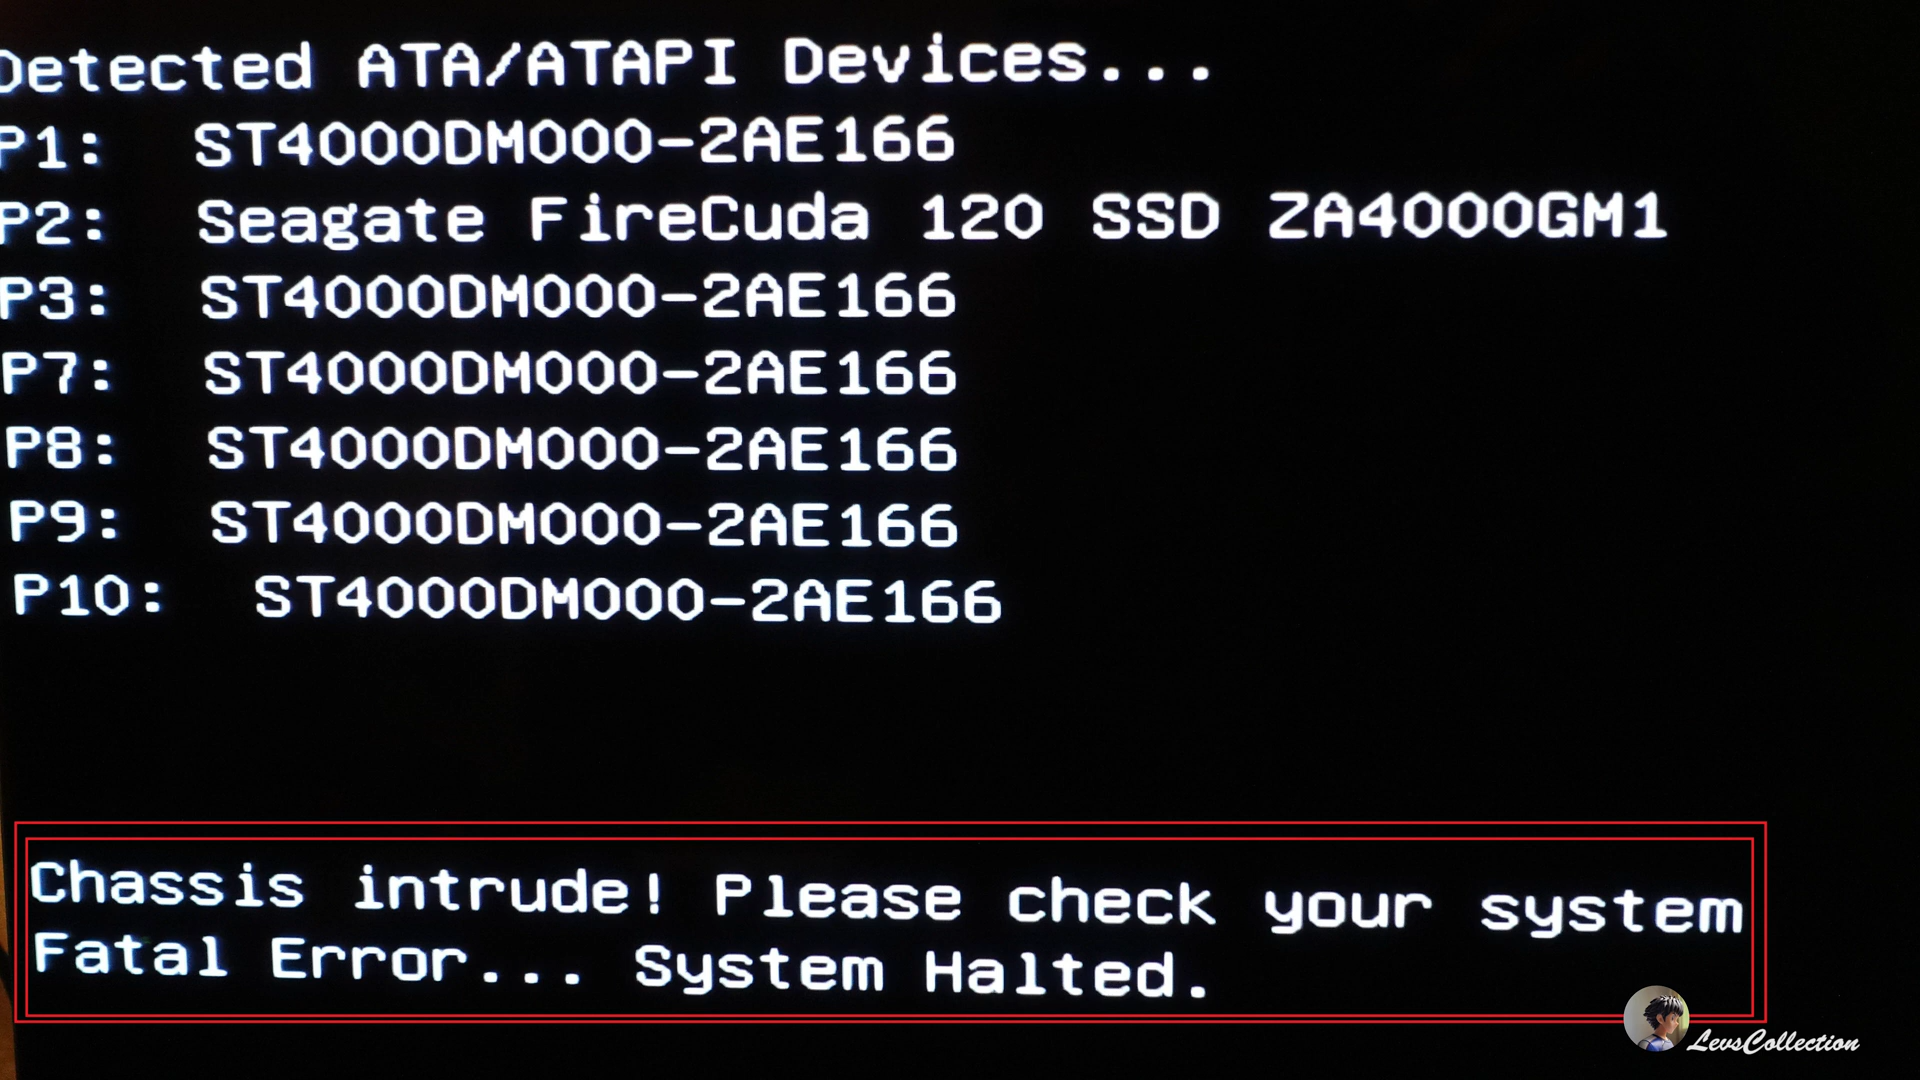 Detected ATA/ATAPI Devices...
P1: ST4000DM000-2AE166
P2: Seagate FireCuda 120 SSD ZA4000GM1
P3: ST4000DM000-2AE166
P7: ST4000DM000-2AE166
P8: ST4000DM000-2AE166
P9: ST4000DM000-2AE166
P10: ST4000DM000-2AE166
Chassis intrude! Please check your system
Fatal Error... System Halted.
LevsCollection